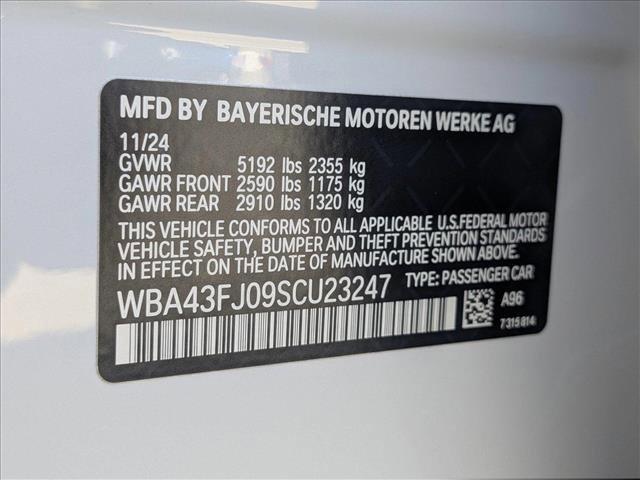 MFD BY BAYERISCHE MOTOREN WERKE AG
11/24
GVWR 5192 lbs 2355 kg
GAWR FRONT 2590 lbs 1175 kg
GAWR REAR 2910 lbs 1320 kg
THIS VEHICLE CONFORMS TO ALL APPLICABLE U.S.FEDERAL MOTOR
VEHICLE SAFETY, BUMPER AND THEFT PREVENTION STANDARDS
IN EFFECT ON THE DATE OF MANUFACTURE SHOWN ABOVE.
WBA43FJ09SCU23247 TYPE: PASSENGER CAR
A96
7315814